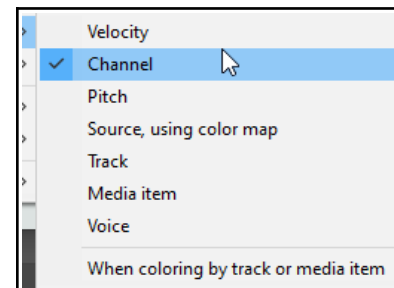 Velocity
Channel
Pitch
Source, using color map
Track
Media item
Voice
When coloring by track or media item